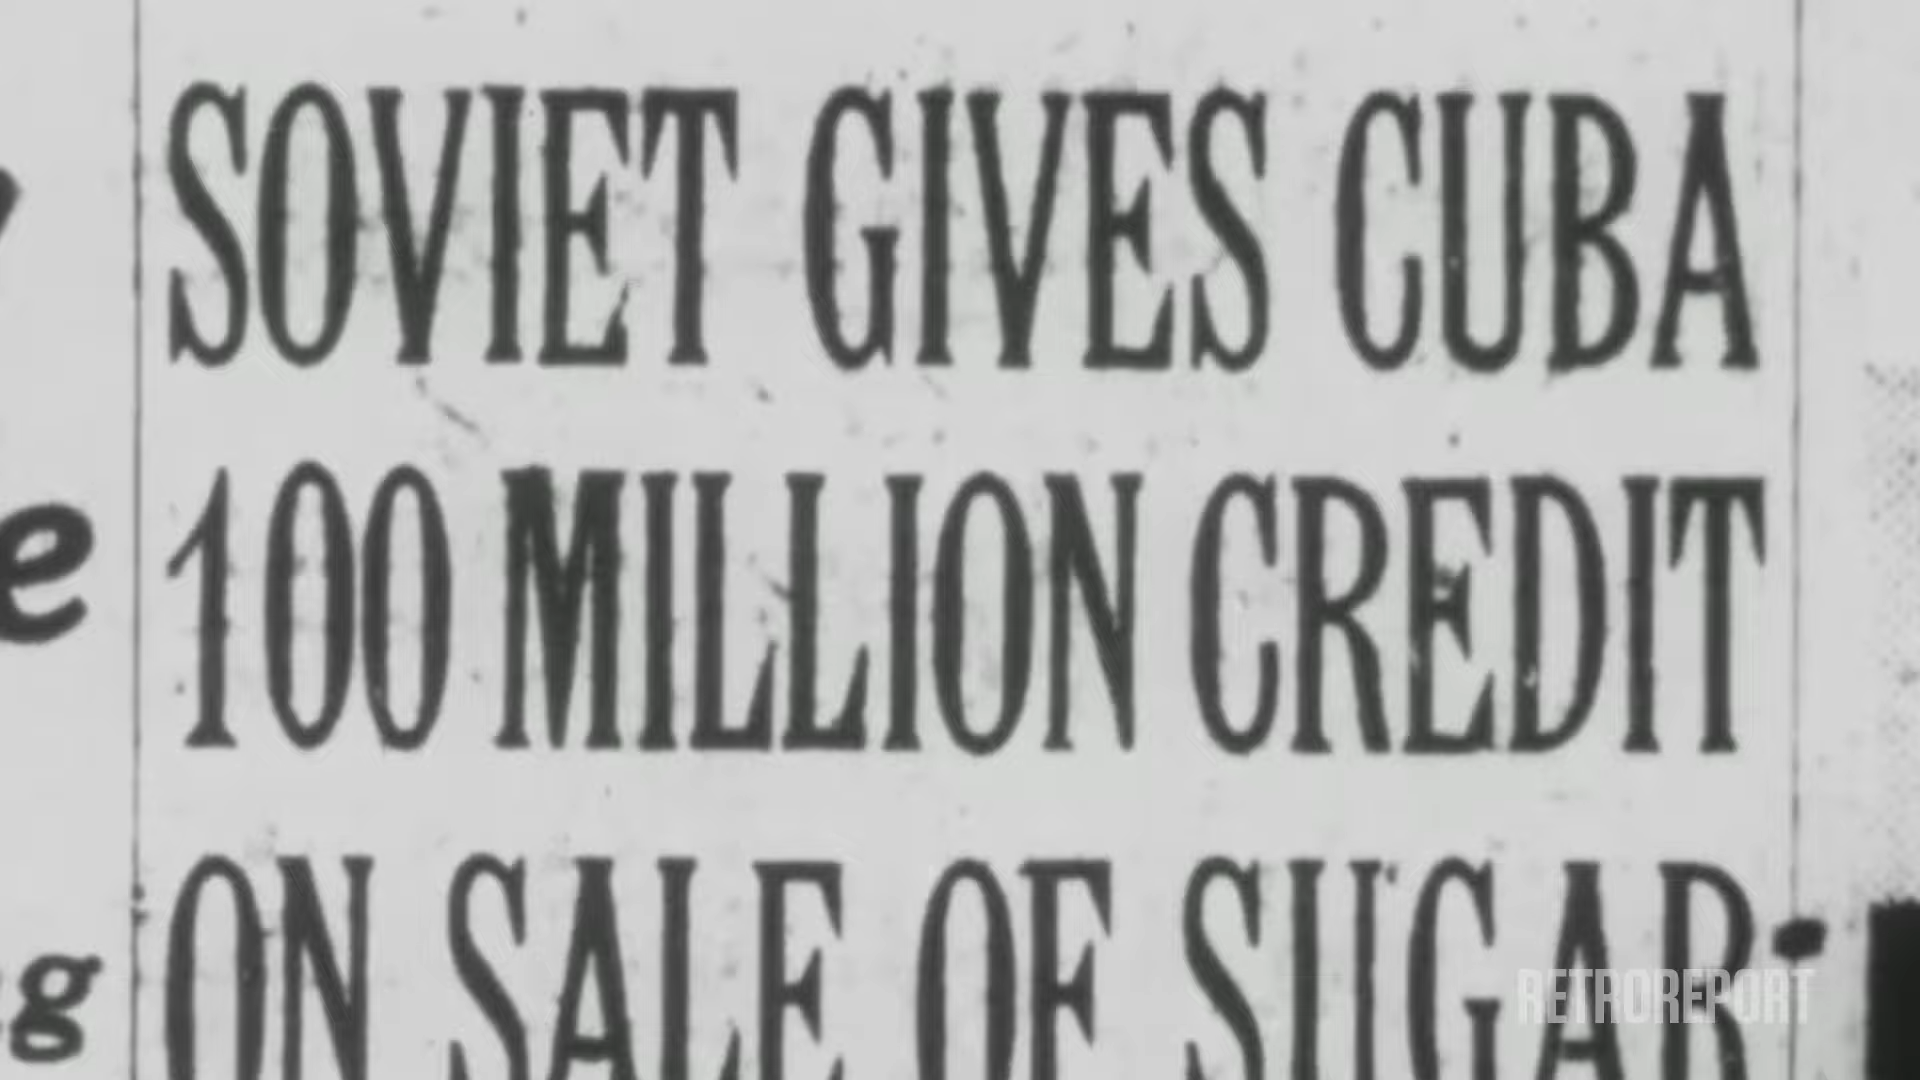 SOVIET GIVES CUBA
100 MILLION CREDIT
ON SALE OF SUGAR
RETROREPORT